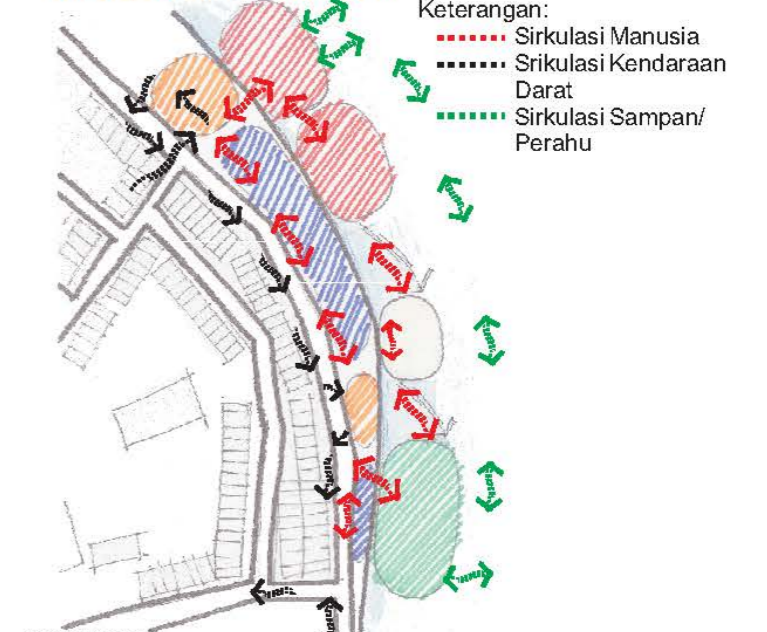 Keterangan:
Sirkulasi Manusia
Srikulasi Kendaraan
Darat
Sirkulasi Sampan/
Perahu